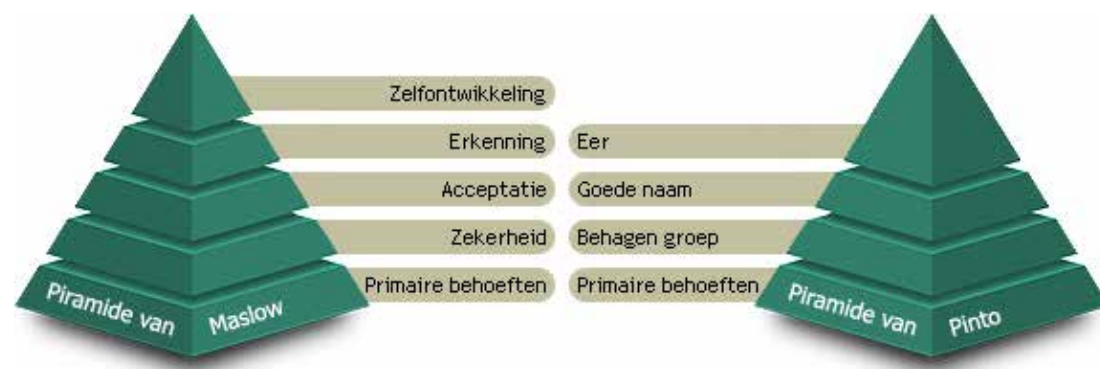 Zelfontwikkeling
Erkenning
Eer
Acceptatie
Goede naam
Zekerheid
Behagen groep
Primaire behoeften
Primaire behoeften
Piramide van Maslow
Piramide van Pinto